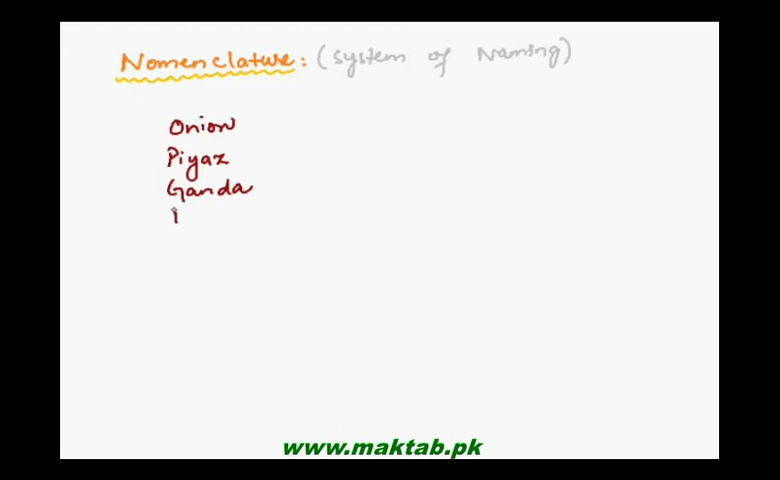 Nomenclature: (System of Naming)
Onion
Piyaz
Ganda
www.maktab.pk